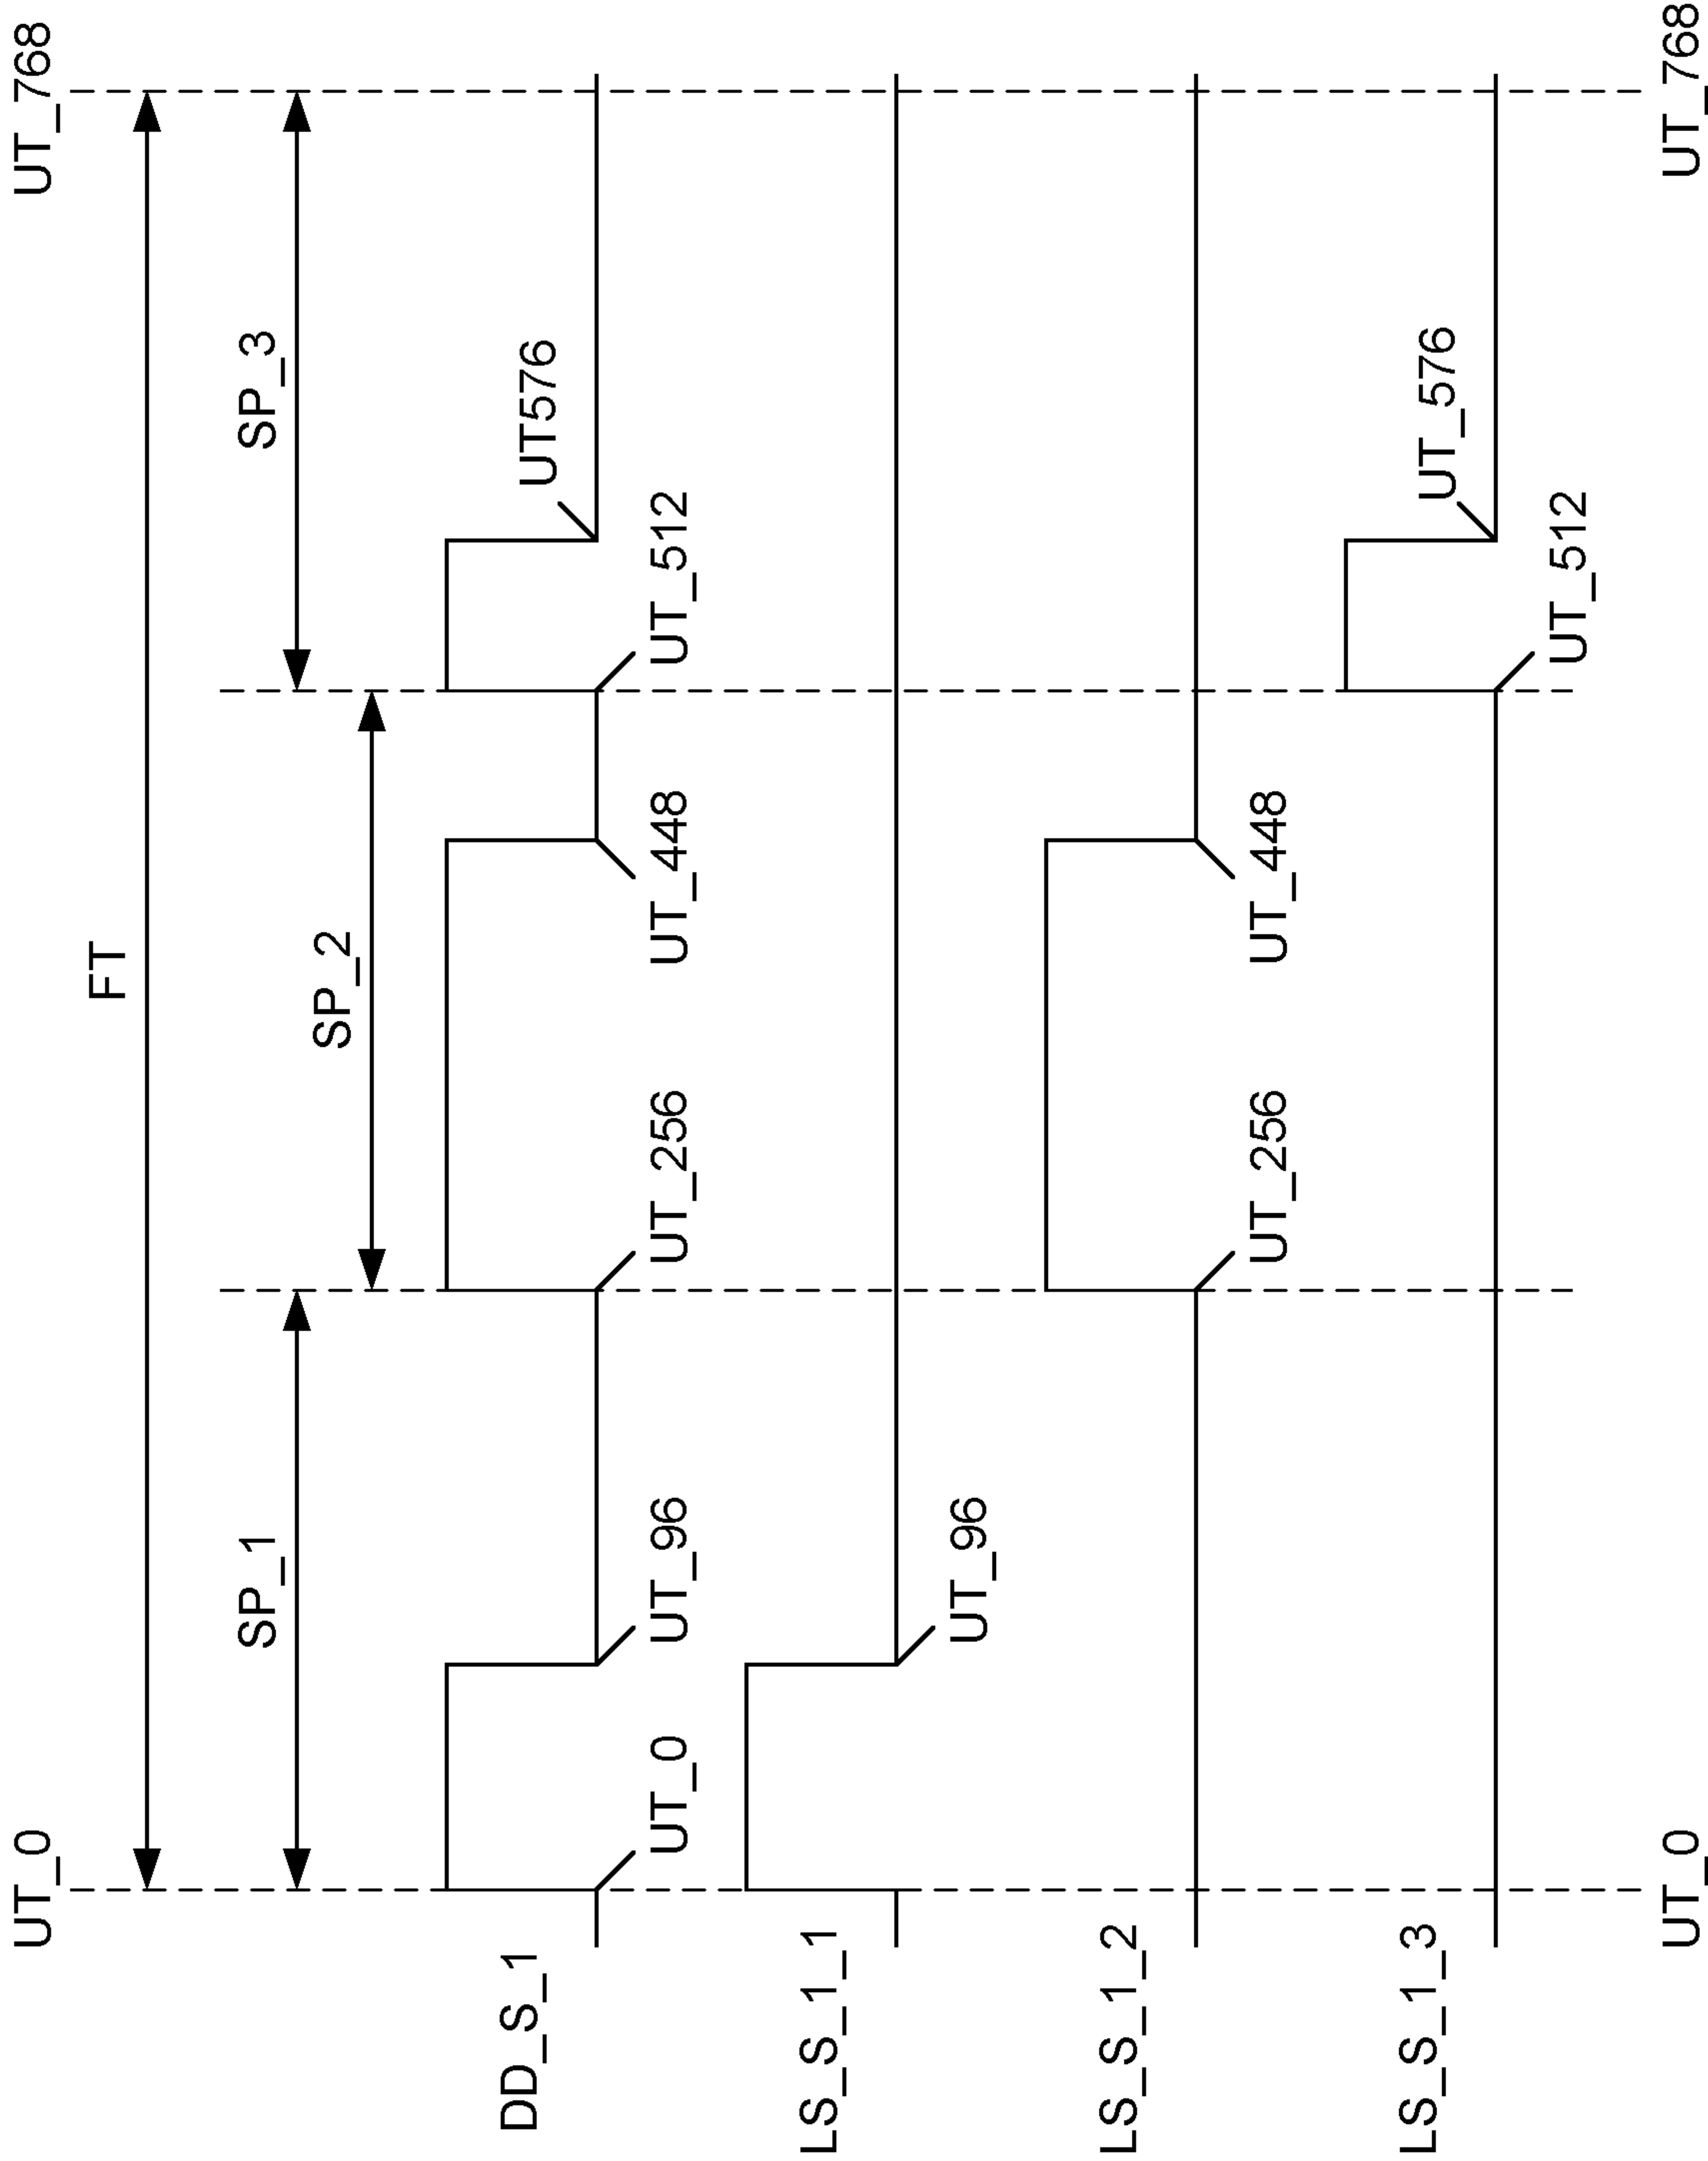 UT_0
UT_768
FT
SP_1
SP_3
SP_2
DD_S_1
UT576
UT_0
UT_96
UT_256
UT_448
UT_512
LS_S_1_1
UT_96
LS_S_1_2
UT_256
UT_448
LS_S_1_3
UT_576
UT_512
UT_0
UT_768